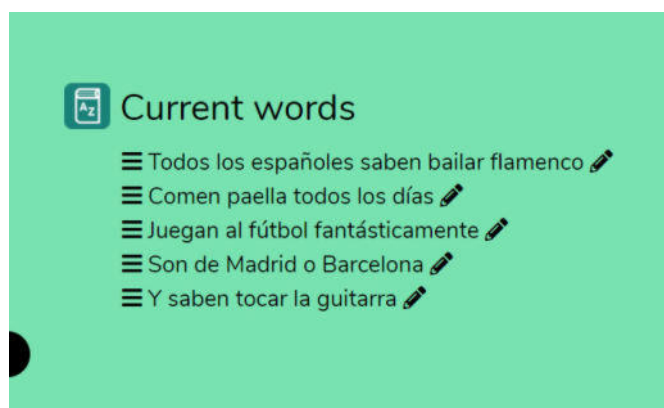 AZ
Current words
Todos los españoles saben bailar flamenco
Comen paella todos los días
Juegan al fútbol fantásticamente
Son de Madrid o Barcelona
Y saben tocar la guitarra